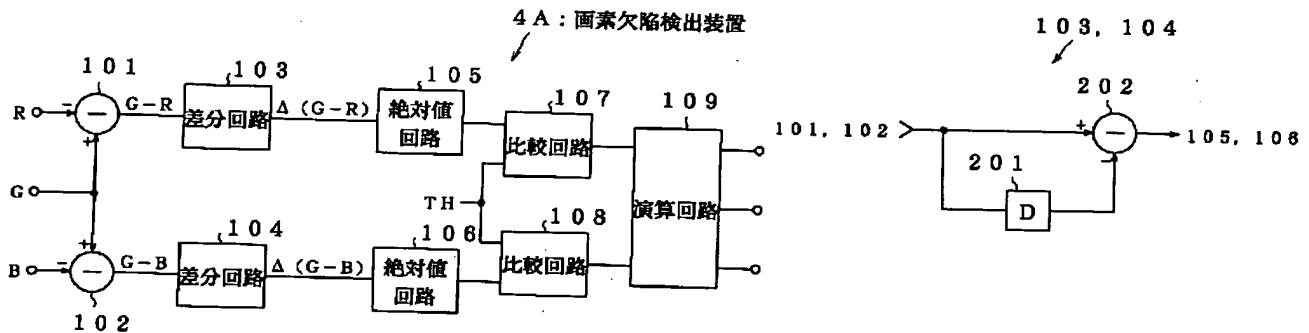 4A：画素欠陥検出装置
101
103
105
107
109
R
-
G−R
差分回路
Δ（G−R）
絶対値
回路
比較回路
+
−
G
TH
演算回路
104
106
108
+
B
-
G−B
差分回路
Δ（G−B）
絶対値
回路
比較回路
−
102
103，104
202
101，102
+
−
-
105，106
201
D